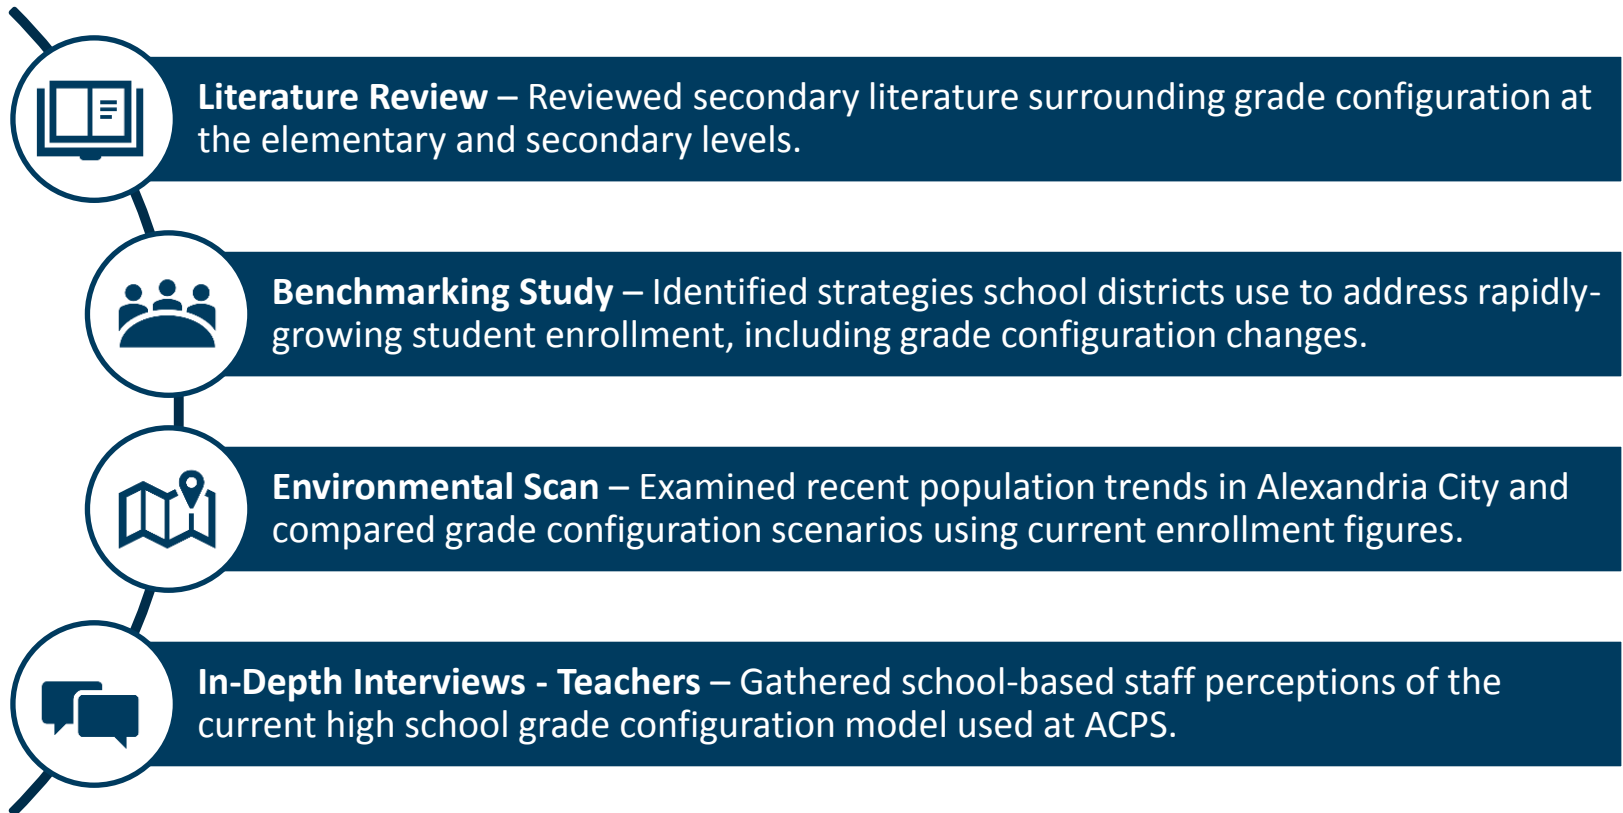 Literature Review – Reviewed secondary literature surrounding grade configuration at
the elementary and secondary levels.
Benchmarking Study – Identified strategies school districts use to address rapidly-
growing student enrollment, including grade configuration changes.
Environmental Scan – Examined recent population trends in Alexandria City and
compared grade configuration scenarios using current enrollment figures.
In-Depth Interviews - Teachers – Gathered school-based staff perceptions of the
current high school grade configuration model used at ACPS.